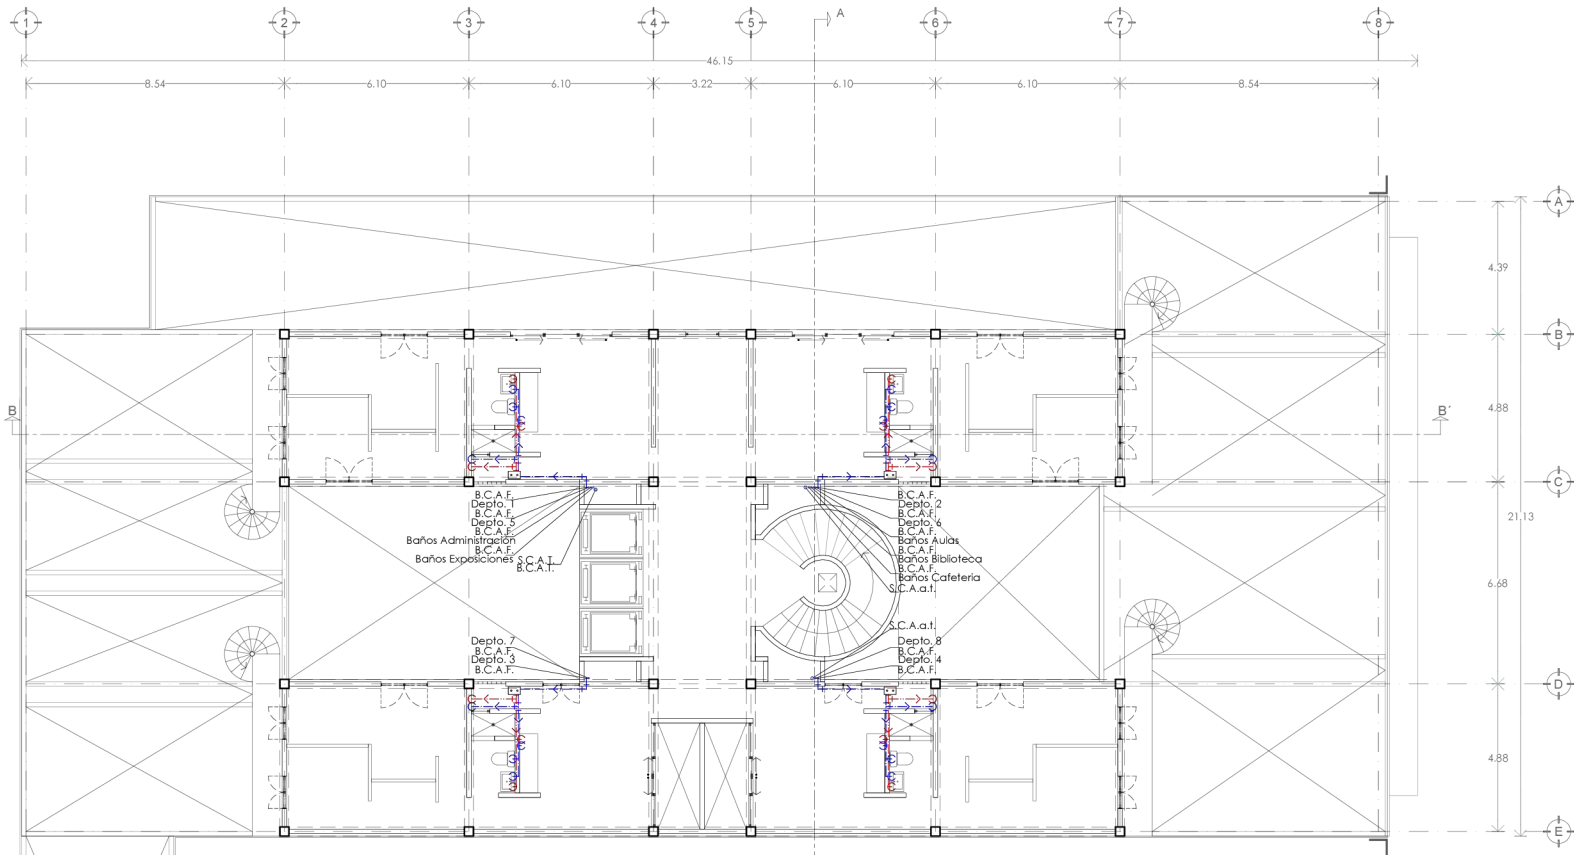 1 2 3 4 5 6 7 8
A
46.15
8.54 6.10 6.10 3.22 6.10 6.10 8.54
A
4.39
B
B
4.88
B´
C
B.C.A.F.
Depto. 1
B.C.A.F.
Depto. 5
B.C.A.F.
Baños Administración
B.C.A.F.
Baños Exposiciones
S.C.A.T.
B.C.A.T.
B.C.A.F.
Depto. 2
B.C.A.F.
Depto. 6
B.C.A.F.
Baños Aulas
B.C.A.F.
Baños Biblioteca
B.C.A.F.
Baños Cafetería
S.C.A.a.t.
21.13
6.68
Depto. 7
B.C.A.F.
Depto. 3
B.C.A.F.
S.C.A.a.t.
Depto. 8
B.C.A.F.
Depto. 4
B.C.A.F.
D
4.88
E